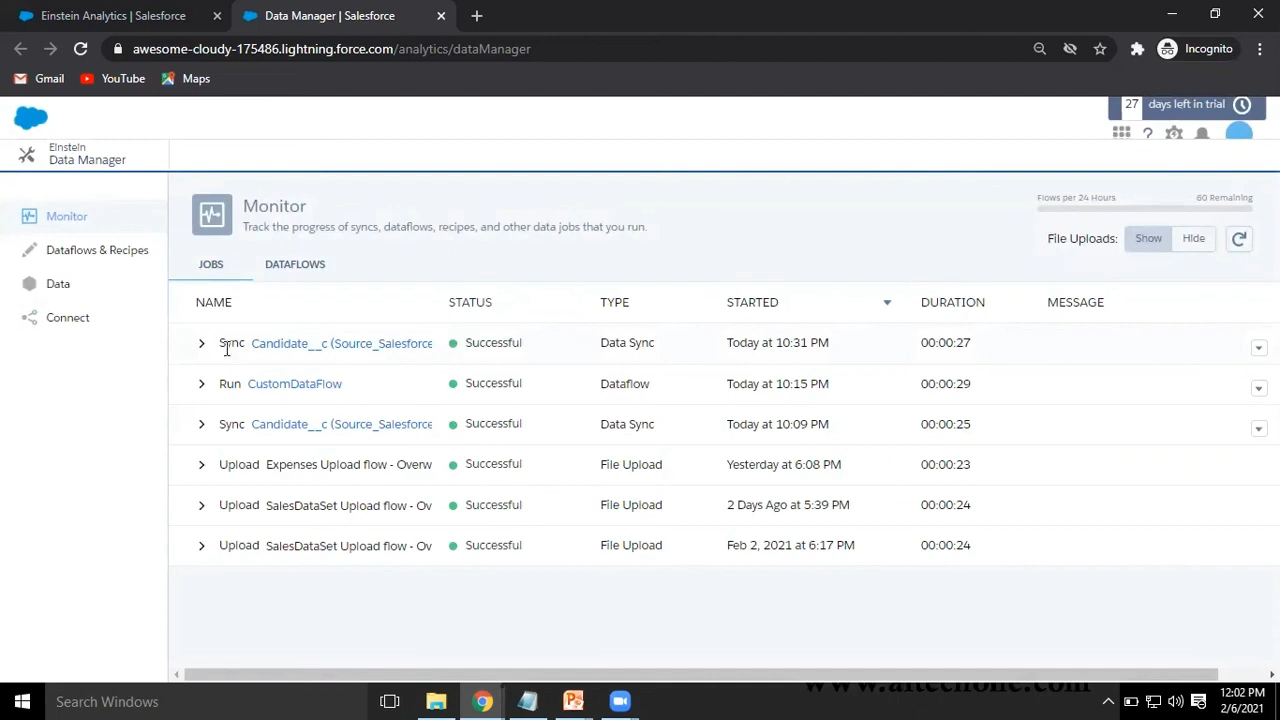 Einstein Analytics | Salesforce
Data Manager | Salesforce
awesome-cloudy-175486.lightning.force.com/analytics/dataManager
Incognito
Gmail
YouTube
Maps
27 days left in trial
Einstein
Data Manager
Monitor
Dataflows & Recipes
Data
Connect
Monitor
Track the progress of syncs, dataflows, recipes, and other data jobs that you run.
Flows per 24 Hours 60 Remaining
File Uploads: Show Hide
JOBS DATAFLOWS
NAME STATUS TYPE STARTED DURATION MESSAGE
Sync Candidate__c (Source_Salesforce Successful Data Sync Today at 10:31 PM 00:00:27
Run CustomDataFlow Successful Dataflow Today at 10:15 PM 00:00:29
Sync Candidate__c (Source_Salesforce Successful Data Sync Today at 10:09 PM 00:00:25
Upload Expenses Upload flow - Overw Successful File Upload Yesterday at 6:08 PM 00:00:23
Upload SalesDataSet Upload flow - Ov Successful File Upload 2 Days Ago at 5:39 PM 00:00:24
Upload SalesDataSet Upload flow - Ov Successful File Upload Feb 2, 2021 at 6:17 PM 00:00:24
Search Windows
12:02 PM
2/6/2021